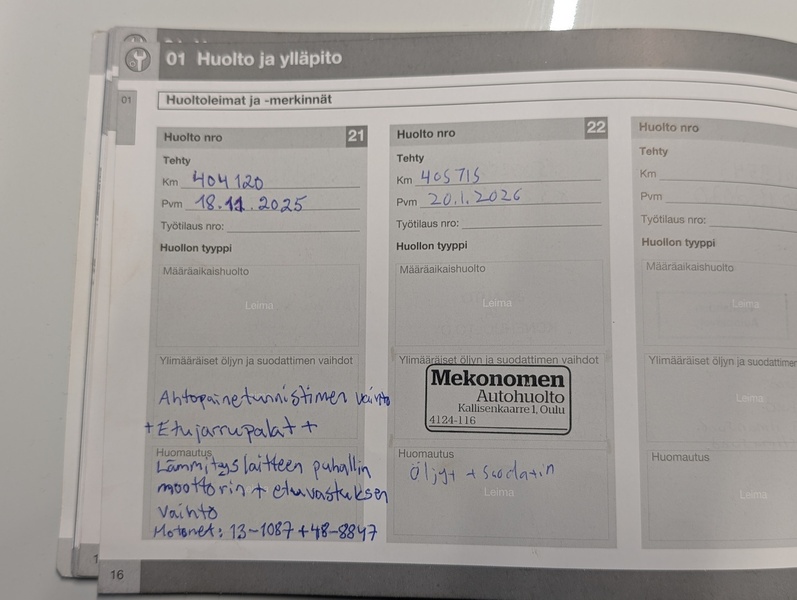 01 Huolto ja ylläpito
01
Huoltoleimat ja -merkinnät
Huolto nro 21
Tehty
Km 404 120
Pvm 18.11.2025
Työtilaus nro:
Huollon tyyppi
Määräaikaishuolto
Leima
Ylimääräiset öljyn ja suodattimen vaihdot
Ahtopainetunnistimen vaihto
+ Etujarrupalat +
Huomautus
Lämmityslaitteen puhallin
moottorin + etuvastuksen
vaihto
Motonet: 13-1087 + 48-8847
Huolto nro 22
Tehty
Km 405 715
Pvm 20.1.2026
Työtilaus nro:
Huollon tyyppi
Määräaikaishuolto
Leima
Ylimääräiset öljyn ja suodattimen vaihdot
Mekonomen
Autohuolto
Kallisenkaarre 1, Oulu
4124-116
Huomautus
Öljyt + suodatin
Leima
Huolto nro
Tehty
Km
Pvm
Työtilaus nro:
Huollon tyyppi
Määräaikaishuolto
Leima
Ylimääräiset öljyn ja suodattimen
Leima
Huomautus
Leima
16